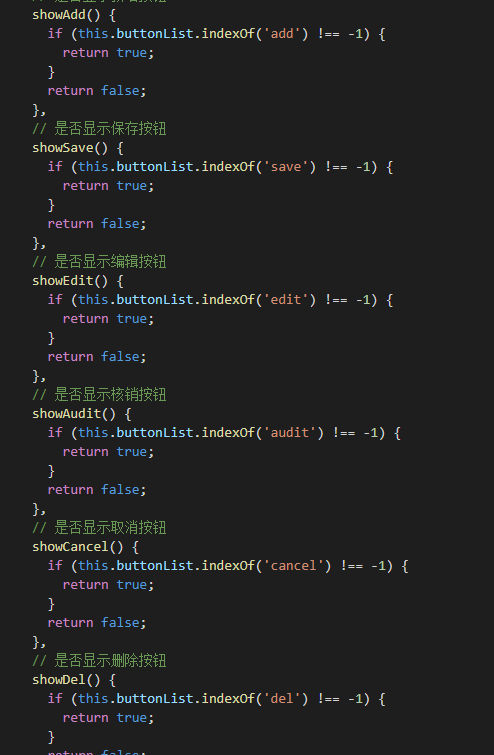 showAdd() {
if (this.buttonList.indexOf('add') !== -1) {
return true;
}
return false;
},
// 是否显示保存按钮
showSave() {
if (this.buttonList.indexOf('save') !== -1) {
return true;
}
return false;
},
// 是否显示编辑按钮
showEdit() {
if (this.buttonList.indexOf('edit') !== -1) {
return true;
}
return false;
},
// 是否显示核销按钮
showAudit() {
if (this.buttonList.indexOf('audit') !== -1) {
return true;
}
return false;
},
// 是否显示取消按钮
showCancel() {
if (this.buttonList.indexOf('cancel') !== -1) {
return true;
}
return false;
},
// 是否显示删除按钮
showDel() {
if (this.buttonList.indexOf('del') !== -1) {
return true;
}
return false;